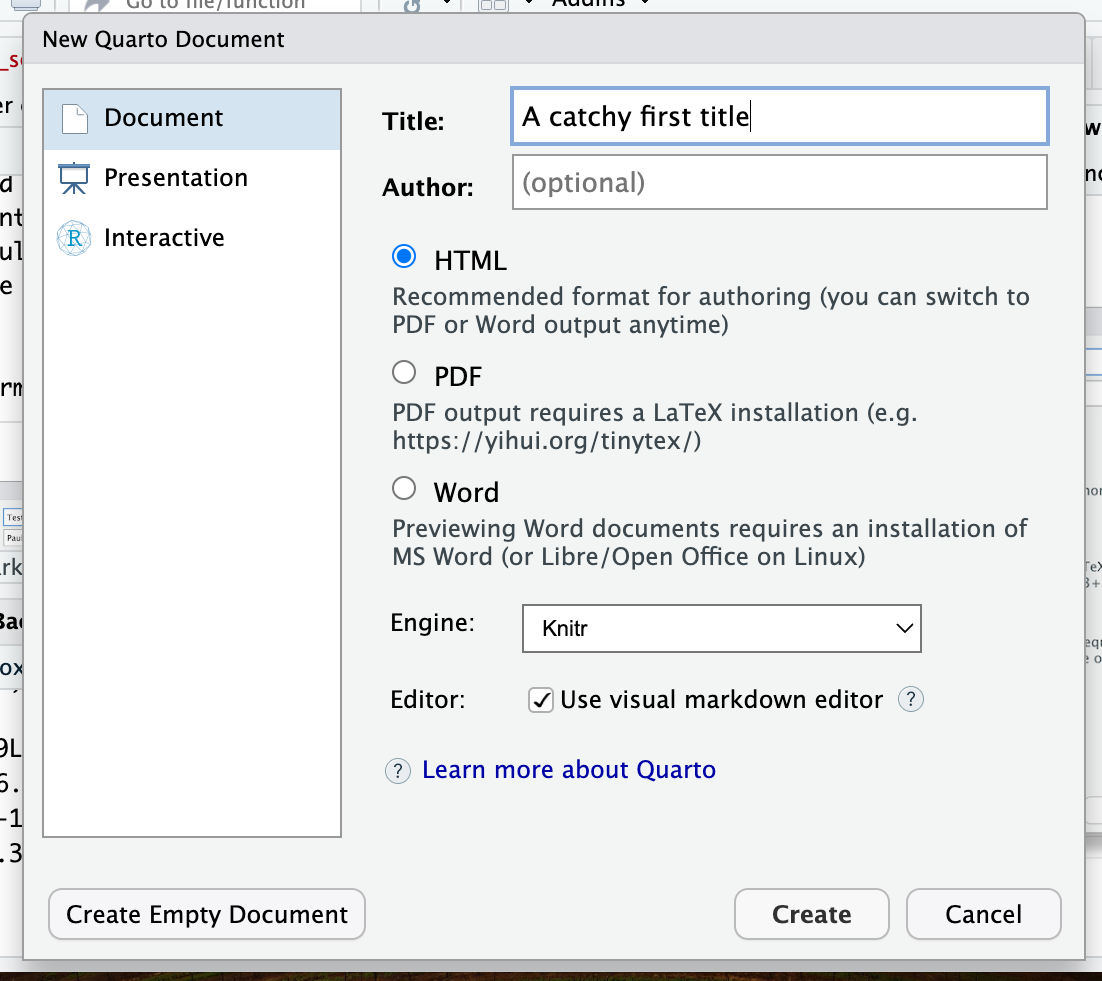 Go to file/function
Addins
New Quarto Document
Document
Presentation
Interactive
R
Title:
A catchy first title
Author:
(optional)
HTML
Recommended format for authoring (you can switch to
PDF or Word output anytime)
PDF
PDF output requires a LaTeX installation (e.g.
https://yihui.org/tinytex/)
Word
Previewing Word documents requires an installation of
MS Word (or Libre/Open Office on Linux)
Engine:
Knitr
Editor:
Use visual markdown editor
?
?
Learn more about Quarto
Create Empty Document
Create
Cancel